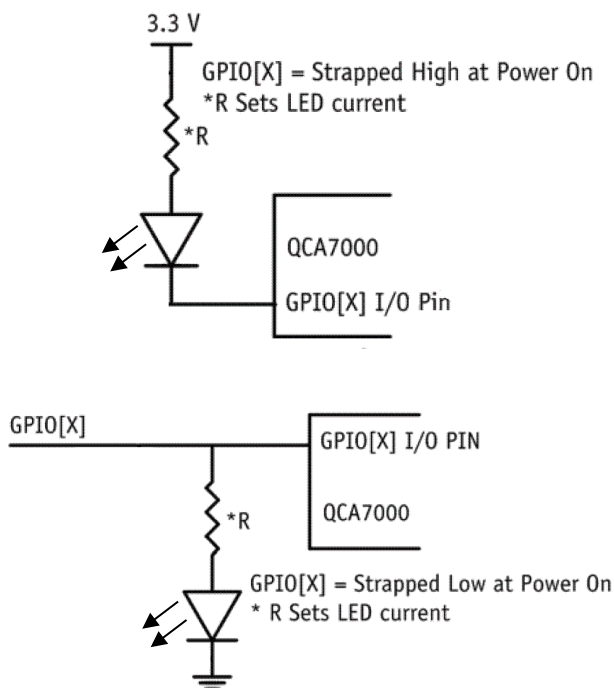 3.3 V
GPIO[X] = Strapped High at Power On
*R Sets LED current
*R
QCA7000
GPIO[X] I/O Pin
GPIO[X]
GPIO[X] I/O PIN
*R
QCA7000
GPIO[X] = Strapped Low at Power On
* R Sets LED current